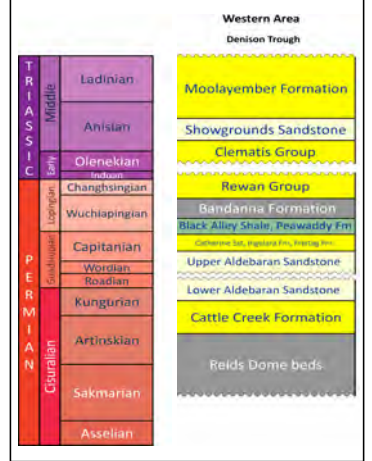 Western Area
Denison Trough
TRIASSIC
Middle
Ladinian
Anisian
Early
Olenekian
Induan
PERMIAN
Lopingian
Changhsingian
Wuchiapingian
Guadalupian
Capitanian
Wordian
Roadian
Cisuralian
Kungurian
Artinskian
Sakmarian
Asselian
Moolayember Formation
Showgrounds Sandstone
Clematis Group
Rewan Group
Bandanna Formation
Black Alley Shale, Peawaddy Fm
Catherine Sst, Ingelara Fm, Freitag Fm
Upper Aldebaran Sandstone
Lower Aldebaran Sandstone
Cattle Creek Formation
Reids Dome beds